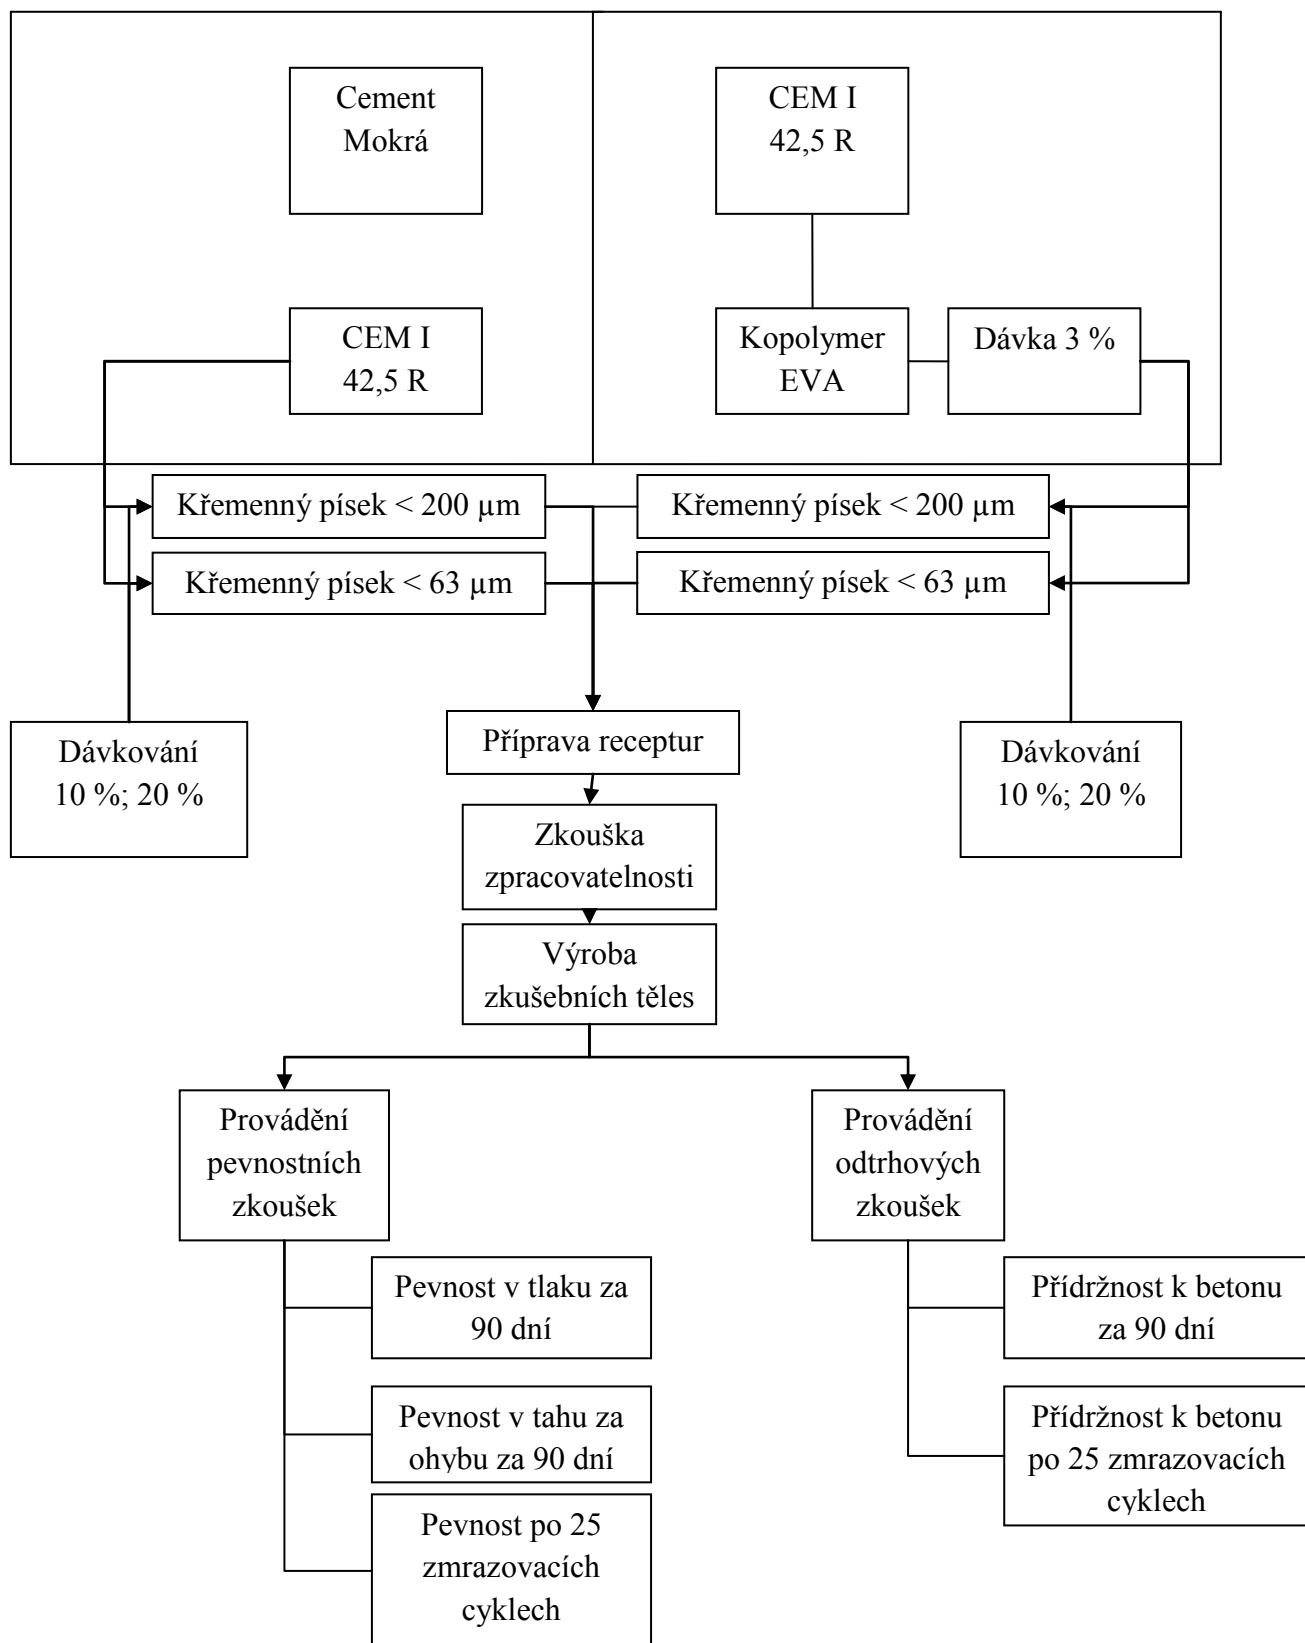 Cement
Mokrá
CEM I
42,5 R
CEM I
42,5 R
Kopolymer
EVA
Dávka 3 %
Křemenný písek < 200 µm
Křemenný písek < 200 µm
Křemenný písek < 63 µm
Křemenný písek < 63 µm
Dávkování
10 %; 20 %
Příprava receptur
Dávkování
10 %; 20 %
Zkouška
zpracovatelnosti
Výroba
zkušebních těles
Provádění
pevnostních
zkoušek
Provádění
odtrhových
zkoušek
Pevnost v tlaku za
90 dní
Přídržnost k betonu
za 90 dní
Pevnost v tahu za
ohybu za 90 dní
Přídržnost k betonu
po 25 zmrazovacích
cyklech
Pevnost po 25
zmrazovacích
cyklech